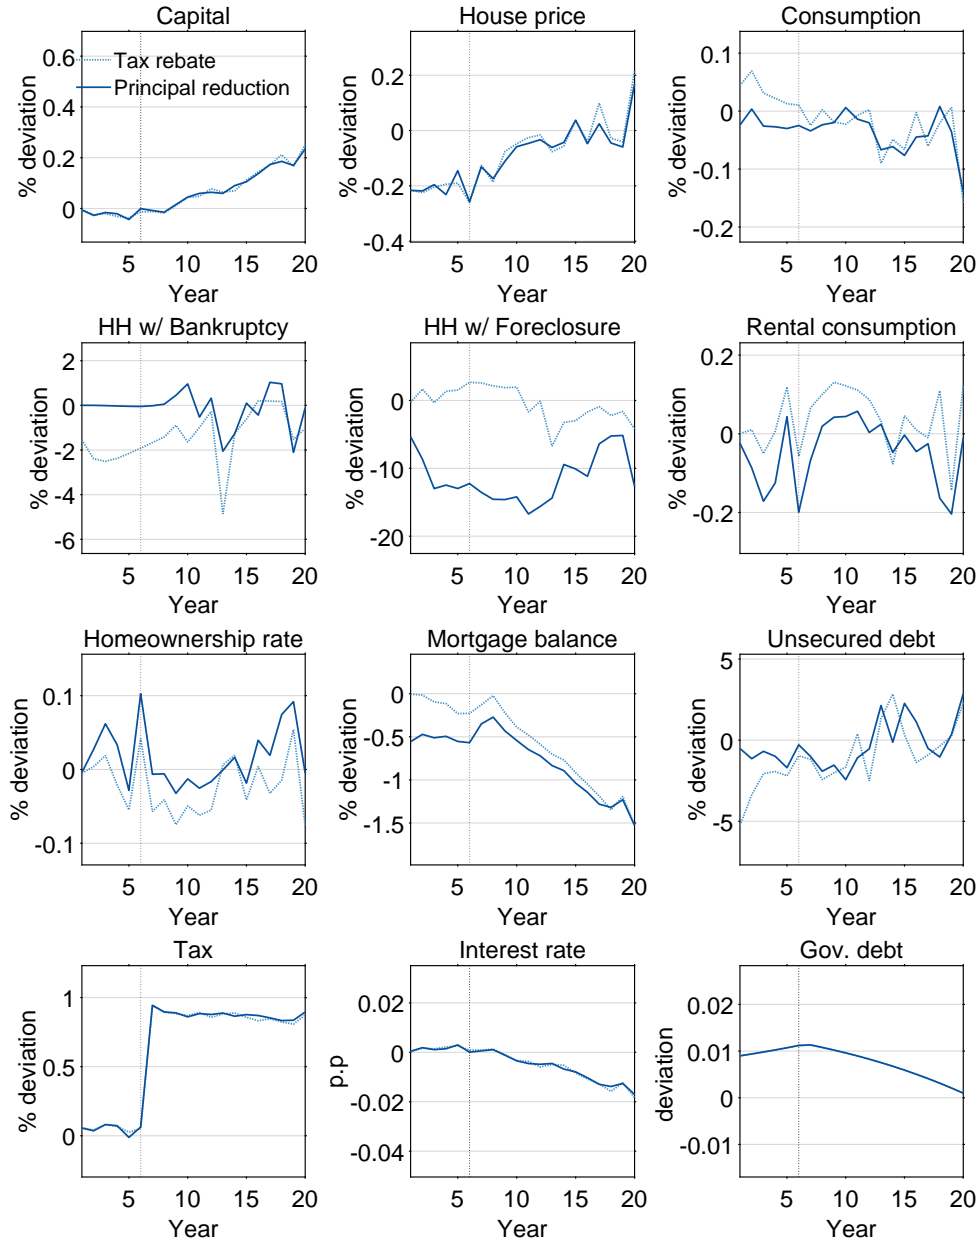 Capital
House price
Consumption
0.6
0.4
0.2
0
% deviation
Tax rebate
Principal reduction
5 10 15 20
Year
0.2
0
-0.2
-0.4
% deviation
5 10 15 20
Year
0.1
0
-0.1
-0.2
% deviation
5 10 15 20
Year
HH w/ Bankruptcy
HH w/ Foreclosure
Rental consumption
2
0
-2
-4
-6
% deviation
5 10 15 20
Year
0
-10
-20
% deviation
5 10 15 20
Year
0.2
0
-0.2
% deviation
5 10 15 20
Year
Homeownership rate
Mortgage balance
Unsecured debt
0.1
0
-0.1
% deviation
5 10 15 20
Year
0
-0.5
-1
-1.5
% deviation
5 10 15 20
Year
5
0
-5
% deviation
5 10 15 20
Year
Tax
Interest rate
Gov. debt
1
0.5
0
% deviation
5 10 15 20
Year
0.02
0
-0.02
-0.04
p.p
5 10 15 20
Year
0.02
0.01
0
-0.01
deviation
5 10 15 20
Year